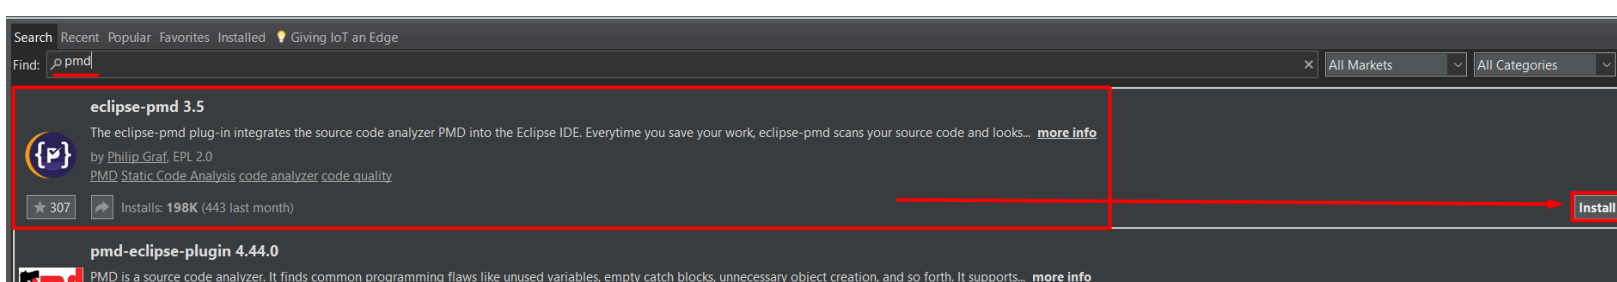 Search Recent Popular Favorites Installed Giving IoT an Edge
Find: pmd × All Markets All Categories
eclipse-pmd 3.5
The eclipse-pmd plug-in integrates the source code analyzer PMD into the Eclipse IDE. Everytime you save your work, eclipse-pmd scans your source code and looks... more info
by Philip Graf, EPL 2.0
PMD Static Code Analysis code analyzer code quality
307 Installs: 198K (443 last month) Install
pmd-eclipse-plugin 4.44.0
PMD is a source code analyzer. It finds common programming flaws like unused variables, empty catch blocks, unnecessary object creation, and so forth. It supports... more info